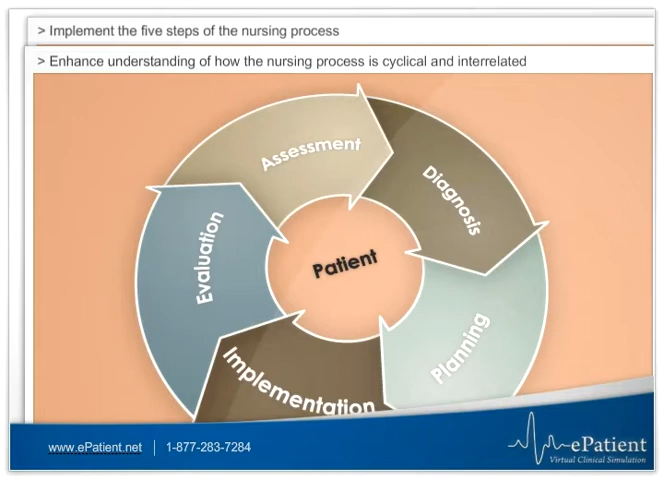 > Implement the five steps of the nursing process
> Enhance understanding of how the nursing process is cyclical and interrelated
Assessment
Diagnosis
Evaluation
Patient
Planning
Implementation
www.ePatient.net | 1-877-283-7284
ePatient
Virtual Clinical Simulation